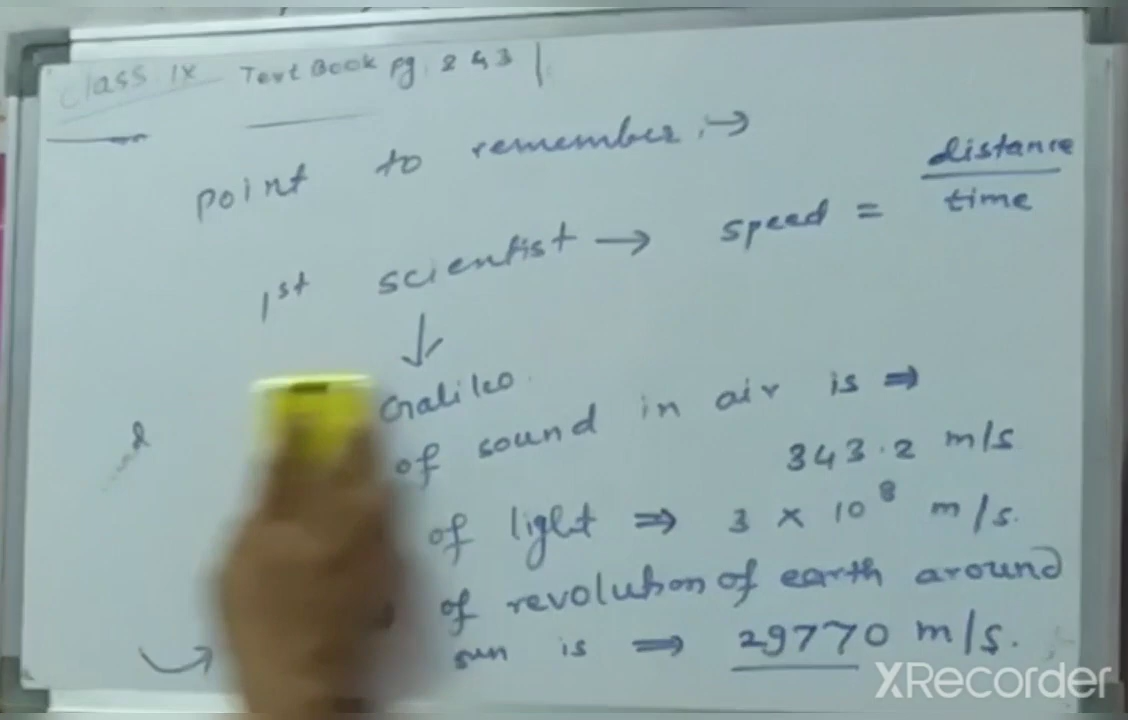 Class IX Text Book pg. 243
point to remember :→
1st scientist → speed = distance/time
↓
Galileo
of sound in air is ⇒
343.2 m/s
of light ⇒ 3 × 10⁸ m/s.
of revolution of earth around
sun is ⇒ 29770 m/s.
XRecorder